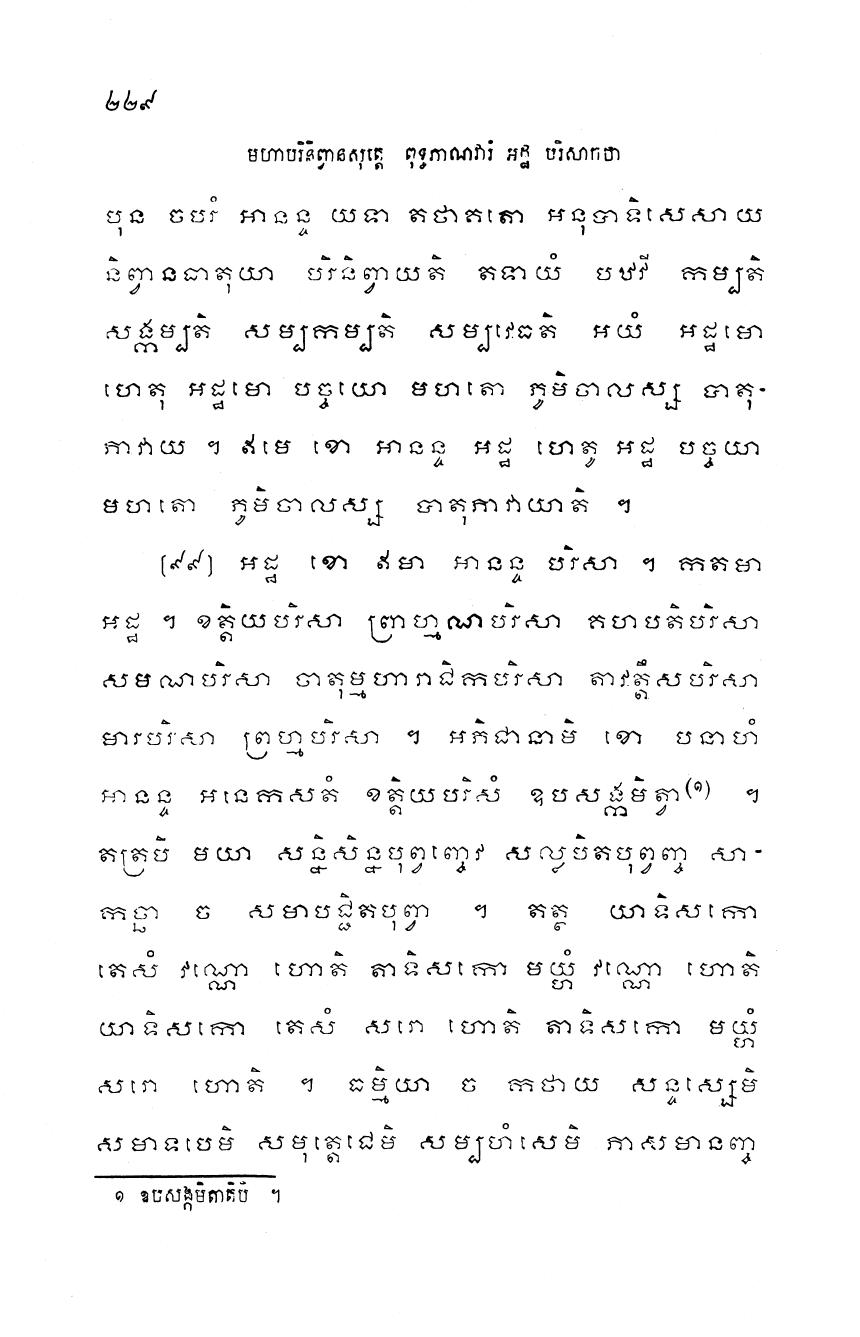 ២២៩
មហាបរិនិព្វានសុត្តេ ពុទ្ធភាណវារំ អដ្ឋ បរិសាកថា
បុន ចបរំ អានន្ទ យទា តថាគតោ អនុបាទិសេសាយ
និព្វានធាតុយា បរិនិព្វាយតិ តទាយំ បឋវី កម្បតិ
សង្កម្បតិ សម្បកម្បតិ សម្បវេធតិ អយំ អដ្ឋមោ
ហេតុ អដ្ឋមោ បច្ចយោ មហតោ ភូមិចាលស្ស បាតុ-
ភាវាយ ។ ឥមេ ខោ អានន្ទ អដ្ឋ ហេតូ អដ្ឋ បច្ចយា
មហតោ ភូមិចាលស្ស បាតុភាវាយាតិ ។
[៩៩] អដ្ឋ ខោ ឥមា អានន្ទ បរិសា ។ កតមា
អដ្ឋ ។ ខត្តិយបរិសា ព្រាហ្មណបរិសា គហបតិបរិសា
សមណបរិសា ចាតុម្មហារាជិកបរិសា តាវត្តឹសបរិសា
មារបរិសា ព្រហ្មបរិសា ។ អភិជានាមិ ខោ បនាហំ
អានន្ទ អនេកសតំ ខត្តិយបរិសំ ឧបសង្កមិត្វា(១) ។
តត្របិ មយា សន្និសិន្នបុព្វញ្ចេវ សល្លបិតបុព្វញ្ច សា-
កច្ឆា ច សមាបជ្ជិតបុព្វា ។ តត្ថ យាទិសកោ
តេសំ វណ្ណោ ហោតិ តាទិសកោ មយ្ហំ វណ្ណោ ហោតិ
យាទិសកោ តេសំ សរោ ហោតិ តាទិសកោ មយ្ហំ
សរោ ហោតិ ។ ធម្មិយា ច កថាយ សន្ទស្សេមិ
សមាទបេមិ សមុត្តេជេមិ សម្បហំសេមិ ភាសមានញ្ច
១ ឧបសង្កមិតាតិបិ ។